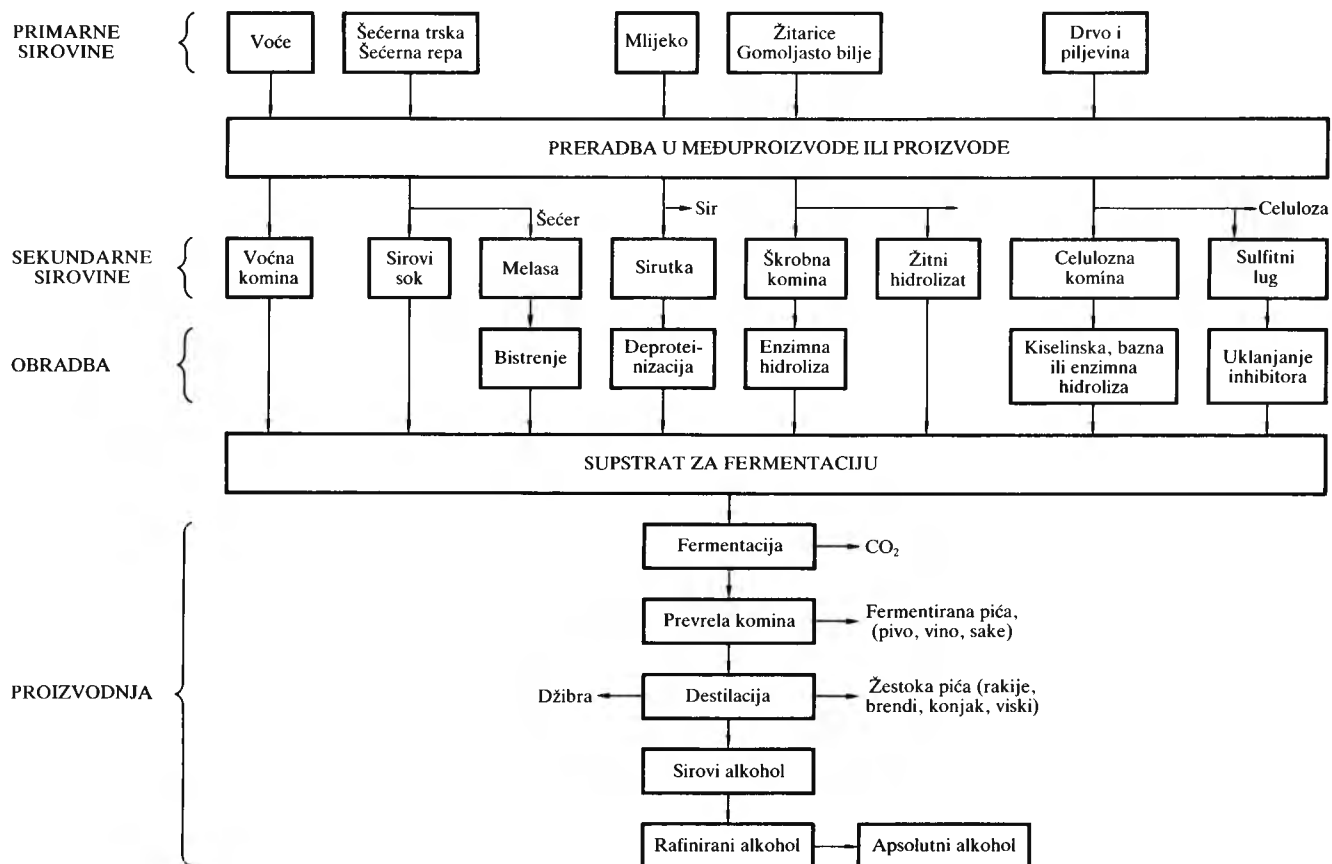 PRIMARNE
SIROVINE
Voće
Šećerna trska
Šećerna repa
Mlijeko
Žitarice
Gomoljasto bilje
Drvo i
piljevina
PRERADBA U MEĐUPROIZVODE ILI PROIZVODE
Šećer
Sir
Celuloza
SEKUNDARNE
SIROVINE
Voćna
komina
Sirovi
sok
Melasa
Sirutka
Škrobna
komina
Žitni
hidrolizat
Celulozna
komina
Sulfitni
lug
OBRADBA
Bistrenje
Deprotei-
nizacija
Enzimna
hidroliza
Kiselinska, bazna
ili enzimna
hidroliza
Uklanjanje
inhibitora
SUPSTRAT ZA FERMENTACIJU
PROIZVODNJA
Fermentacija
CO₂
Prevrela komina
Fermentirana pića,
(pivo, vino, sake)
Džibra
Destilacija
Žestoka pića (rakije,
brendi, konjak, viski)
Sirovi alkohol
Rafinirani alkohol
Apsolutni alkohol